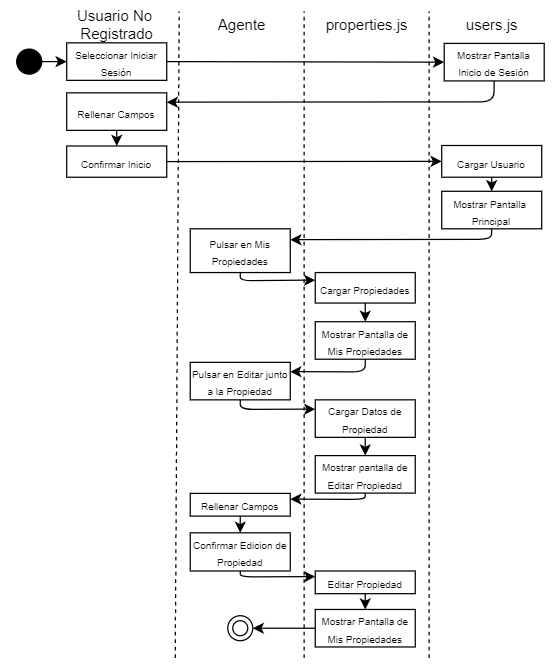 Usuario No
Registrado
Agente
properties.js
users.js
Seleccionar Iniciar
Sesión
Mostrar Pantalla
Inicio de Sesión
Rellenar Campos
Confirmar Inicio
Cargar Usuario
Mostrar Pantalla
Principal
Pulsar en Mis
Propiedades
Cargar Propiedades
Mostrar Pantalla de
Mis Propiedades
Pulsar en Editar junto
a la Propiedad
Cargar Datos de
Propiedad
Mostrar pantalla de
Editar Propiedad
Rellenar Campos
Confirmar Edicion de
Propiedad
Editar Propiedad
Mostrar Pantalla de
Mis Propiedades